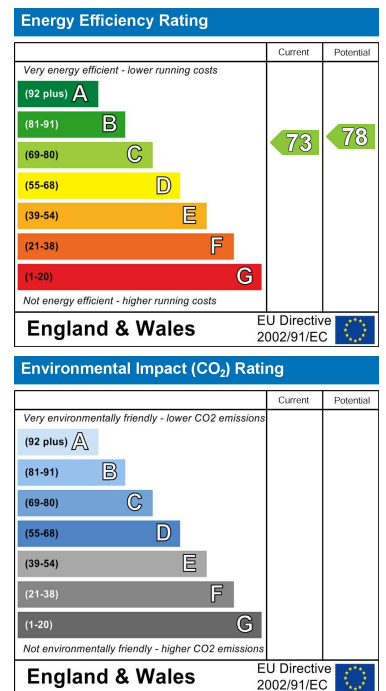 Energy Efficiency Rating
Current Potential
Very energy efficient - lower running costs
(92 plus) A
(81-91) B
(69-80) C
(55-68) D
(39-54) E
(21-38) F
(1-20) G
73 78
Not energy efficient - higher running costs
England & Wales
EU Directive
2002/91/EC
Environmental Impact (CO₂) Rating
Current Potential
Very environmentally friendly - lower CO2 emissions
(92 plus) A
(81-91) B
(69-80) C
(55-68) D
(39-54) E
(21-38) F
(1-20) G
Not environmentally friendly - higher CO2 emissions
England & Wales
EU Directive
2002/91/EC